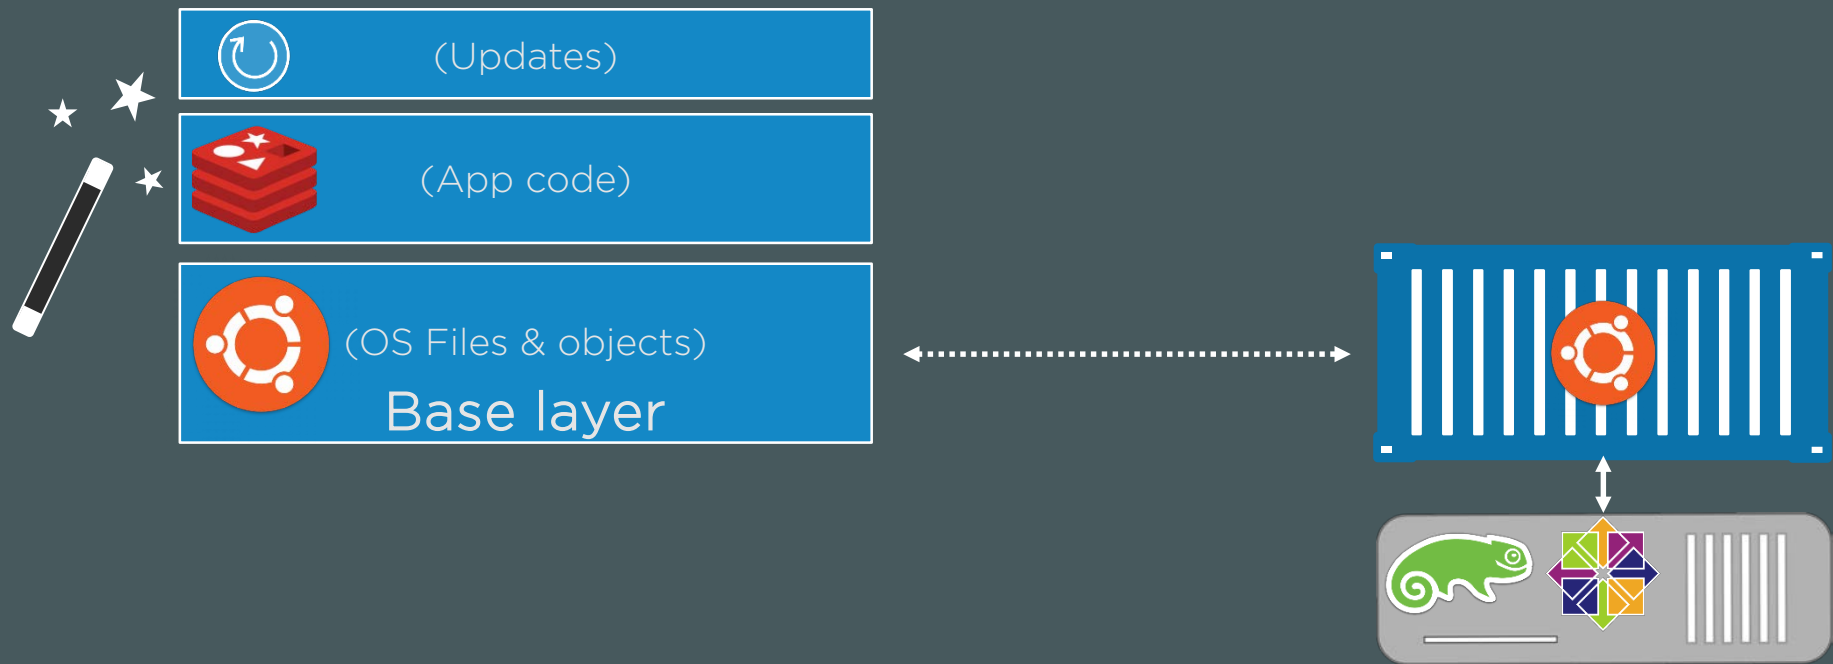 (Updates)
(App code)
(OS Files & objects)
Base layer